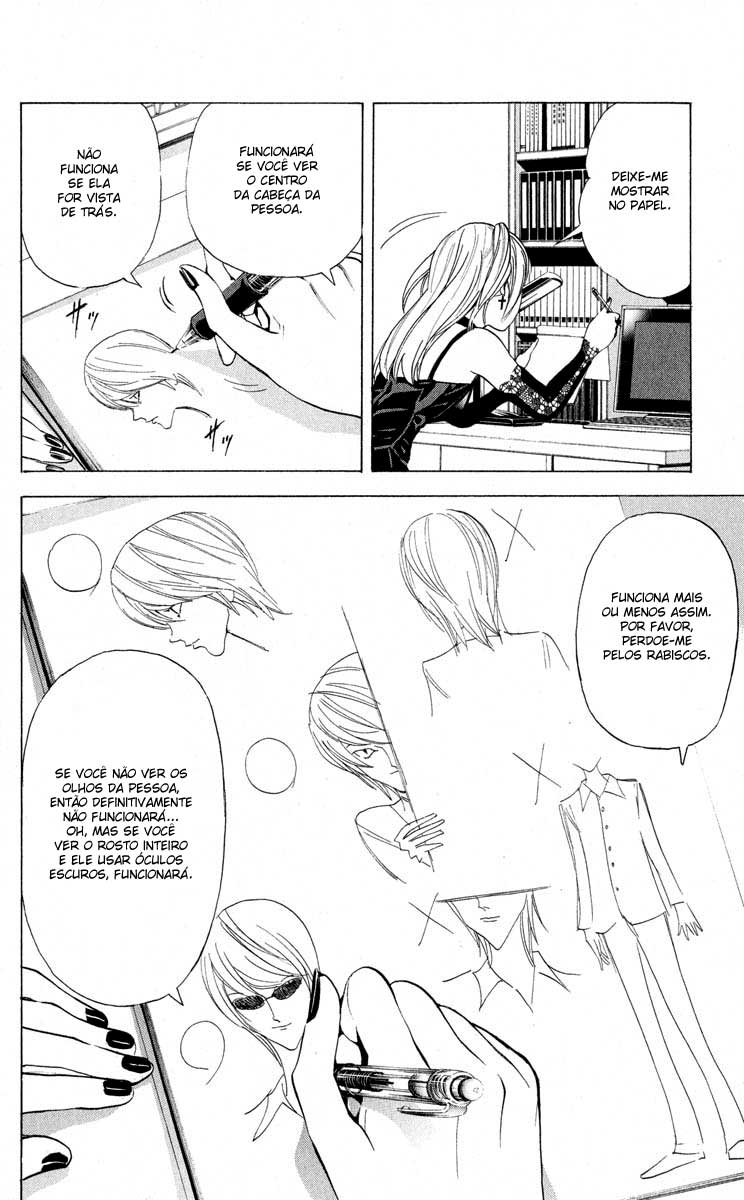 DEIXE-ME
MOSTRAR
NO PAPEL.
FUNCIONARÁ
SE VOCÊ VER
O CENTRO
DA CABEÇA DA
PESSOA.
NÃO
FUNCIONA
SE ELA
FOR VISTA
DE TRÁS.
FUNCIONA MAIS
OU MENOS ASSIM.
POR FAVOR,
PERDOE-ME
PELOS RABISCOS.
SE VOCÊ NÃO VER OS
OLHOS DA PESSOA,
ENTÃO DEFINITIVAMENTE
NÃO FUNCIONARÁ...
OH, MAS SE VOCÊ
VER O ROSTO INTEIRO
E ELE USAR ÓCULOS
ESCUROS, FUNCIONARÁ.